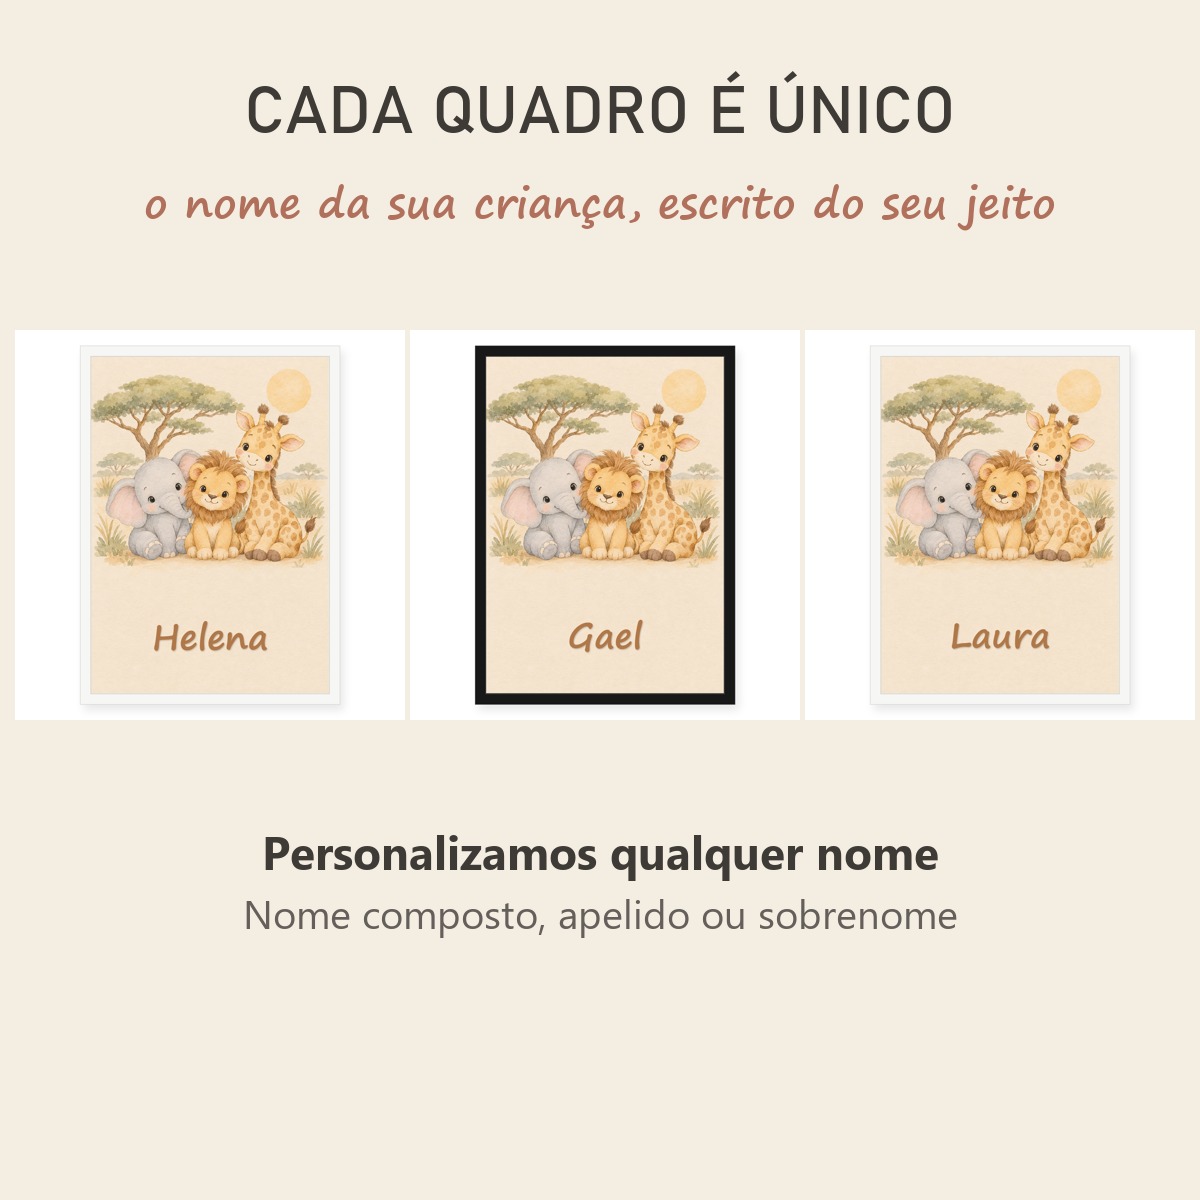 CADA QUADRO É ÚNICO
o nome da sua criança, escrito do seu jeito
Helena
Gael
Laura
Personalizamos qualquer nome
Nome composto, apelido ou sobrenome